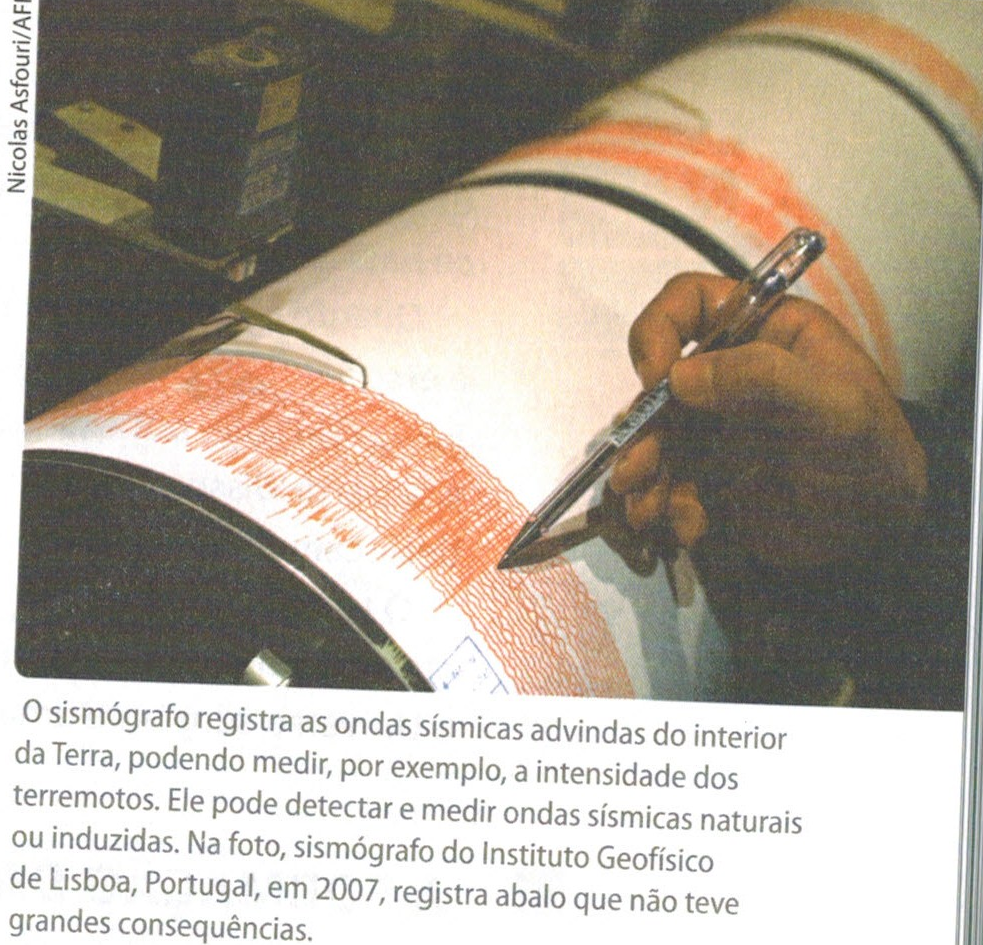 Nicolas Asfouri/AFP
O sismógrafo registra as ondas sísmicas advindas do interior
da Terra, podendo medir, por exemplo, a intensidade dos
terremotos. Ele pode detectar e medir ondas sísmicas naturais
ou induzidas. Na foto, sismógrafo do Instituto Geofísico
de Lisboa, Portugal, em 2007, registra abalo que não teve
grandes consequências.